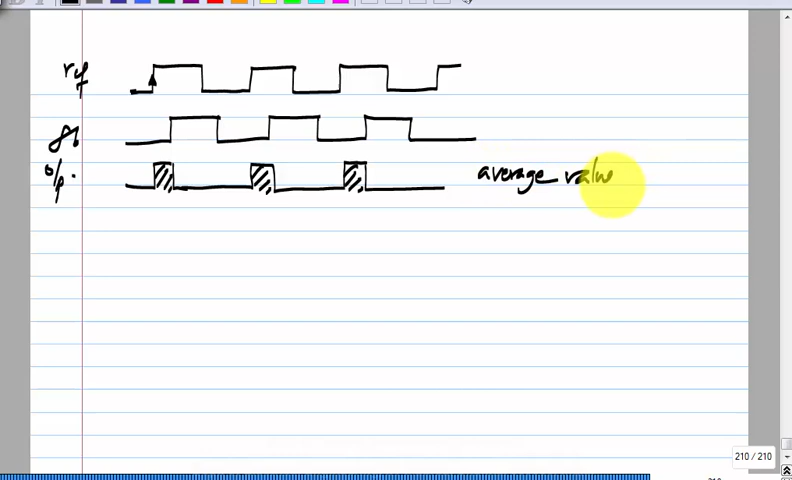 ref
fb
o/p.
average value
210 / 210